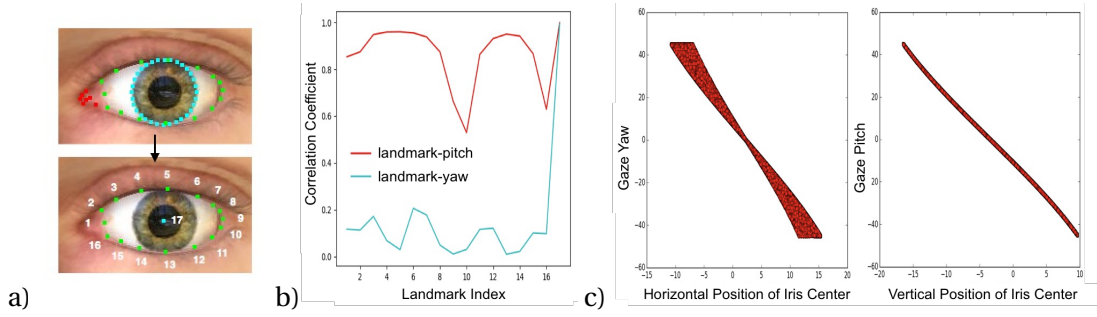 a)
1
2
3
4
5
6
7
8
9
10
11
12
13
14
15
16
17
b)
Correlation Coefficient
1.0
0.8
0.6
0.4
0.2
0.0
landmark-pitch
landmark-yaw
2 4 6 8 10 12 14 16
Landmark Index
c)
Gaze Yaw
60
40
20
0
−20
−40
−60
−15 −10 −5 0 5 10 15 20
Horizontal Position of Iris Center
Gaze Pitch
60
40
20
0
−20
−40
−60
−20 −15 −10 −5 0 5 10
Vertical Position of Iris Center